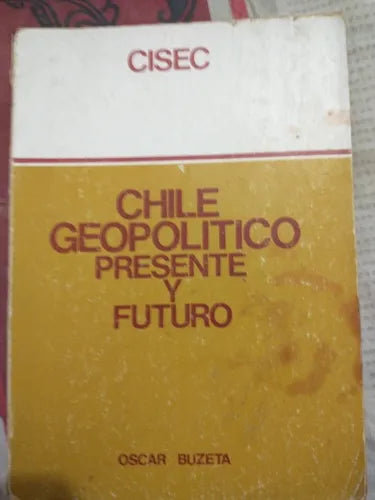 CISEC
CHILE
GEOPOLITICO
PRESENTE
Y
FUTURO
OSCAR BUZETA